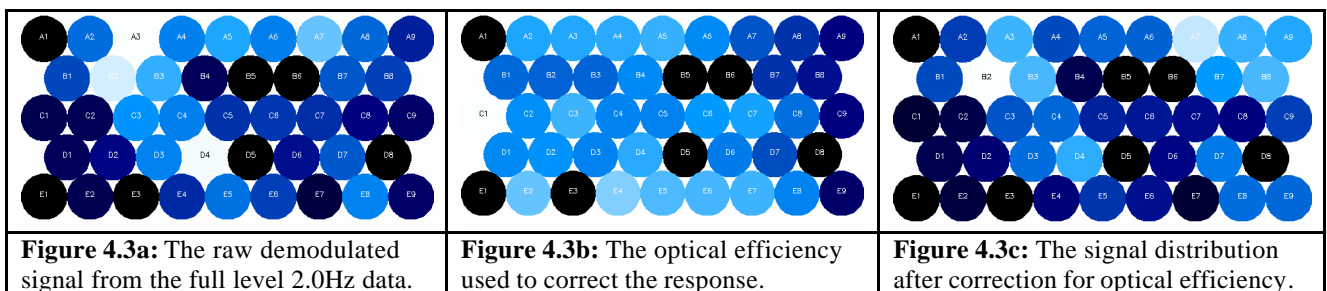 A1 A2 A3 A4 A5 A6 A7 A8 A9
B1 B2 B3 B4 B5 B6 B7 B8
C1 C2 C3 C4 C5 C6 C7 C8 C9
D1 D2 D3 D4 D5 D6 D7 D8
E1 E2 E3 E4 E5 E6 E7 E8 E9
Figure 4.3a: The raw demodulated
signal from the full level 2.0Hz data.
A1 A2 A3 A4 A5 A6 A7 A8 A9
B1 B2 B3 B4 B5 B6 B7 B8
C1 C2 C3 C4 C5 C6 C7 C8 C9
D1 D2 D3 D4 D5 D6 D7 D8
E1 E2 E3 E4 E5 E6 E7 E8 E9
Figure 4.3b: The optical efficiency
used to correct the response.
A1 A2 A3 A4 A5 A6 A7 A8 A9
B1 B2 B3 B4 B5 B6 B7 B8
C1 C2 C3 C4 C5 C6 C7 C8 C9
D1 D2 D3 D4 D5 D6 D7 D8
E1 E2 E3 E4 E5 E6 E7 E8 E9
Figure 4.3c: The signal distribution
after correction for optical efficiency.